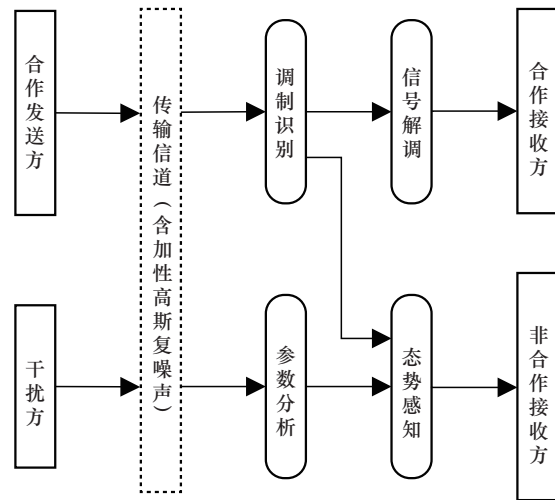 合作发送方
传输信道（含加性高斯复噪声）
调制识别
信号解调
合作接收方
干扰方
参数分析
态势感知
非合作接收方